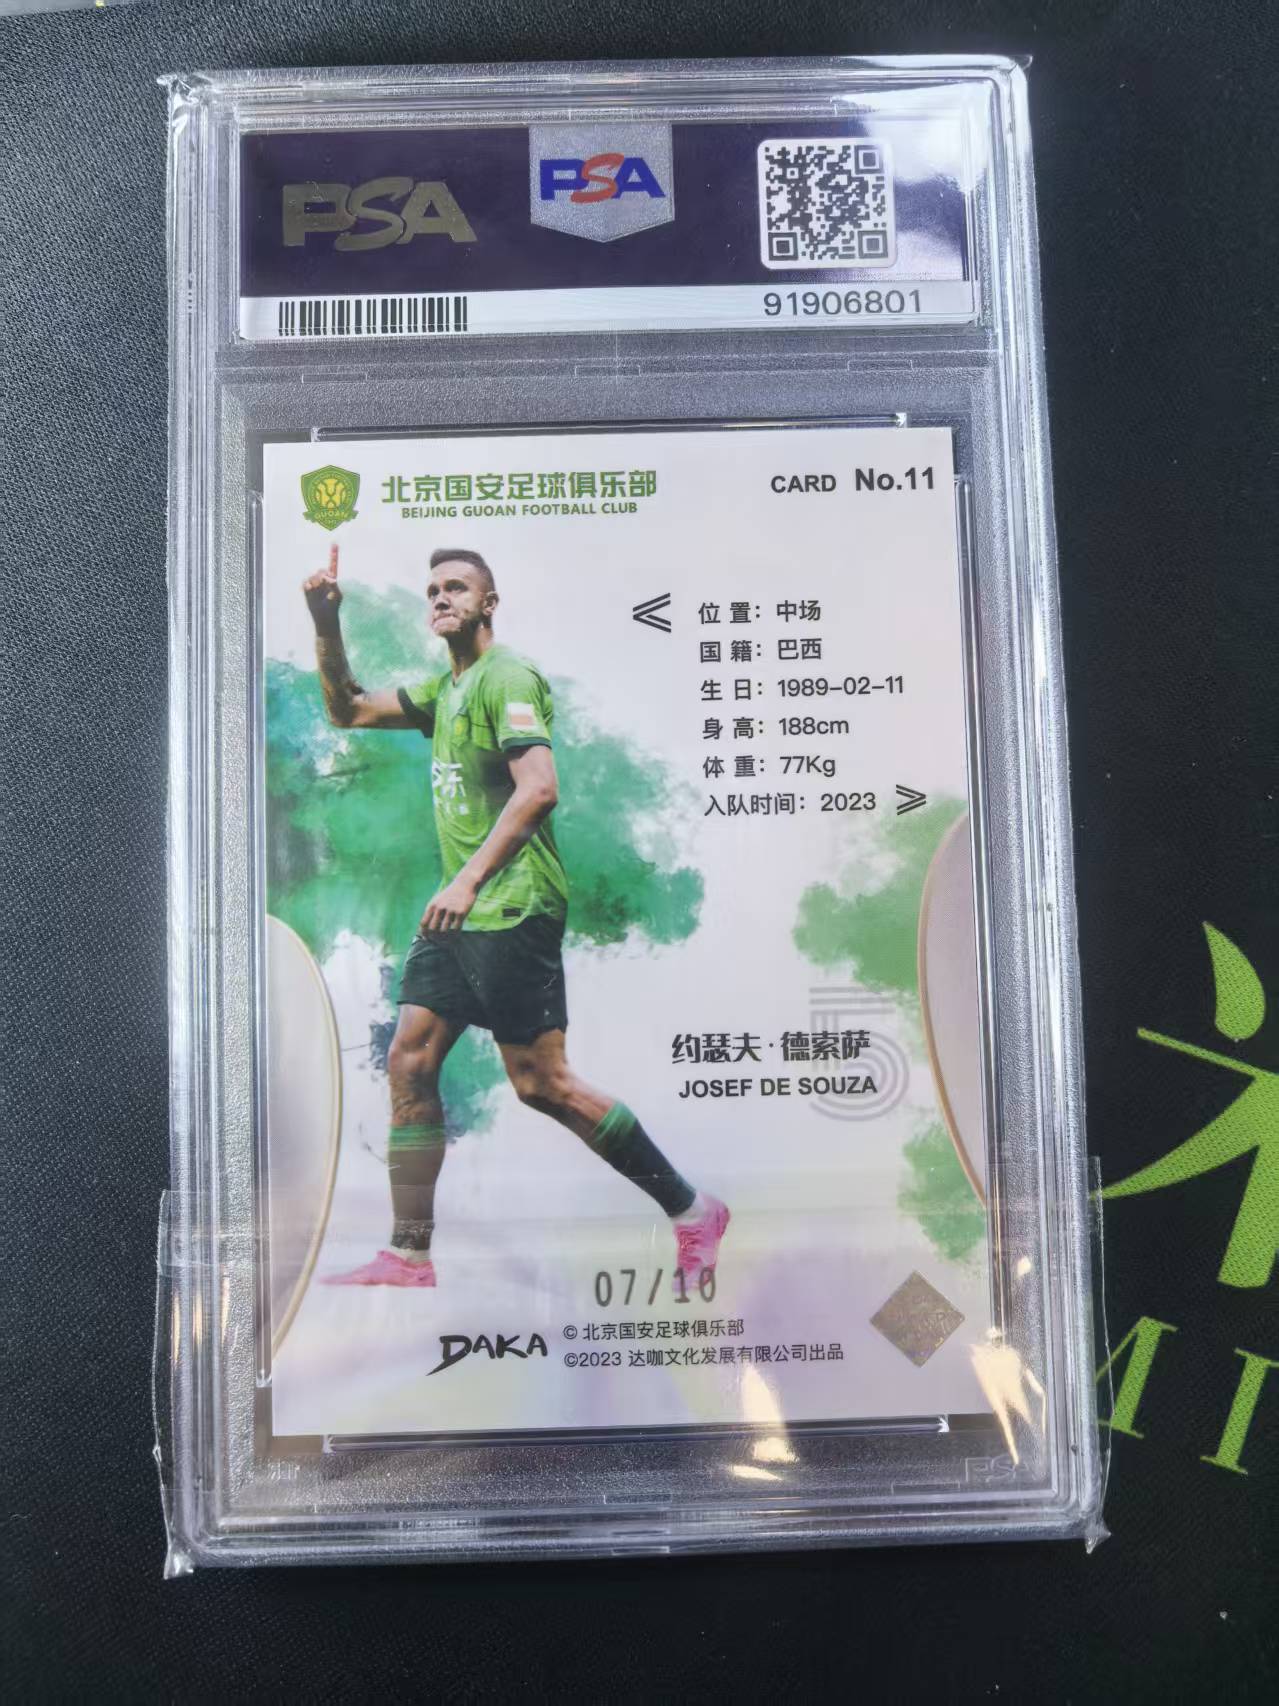 PSA
PSA
91906801
北京国安足球俱乐部
BEIJING GUOAN FOOTBALL CLUB
GUOAN
CARD No.11
位 置：中场
国 籍：巴西
生 日：1989-02-11
身 高：188cm
体 重：77Kg
入队时间：2023
5
约瑟夫·德索萨
JOSEF DE SOUZA
07/10
DAKA
© 北京国安足球俱乐部
©2023 达咖文化发展有限公司出品
PSA